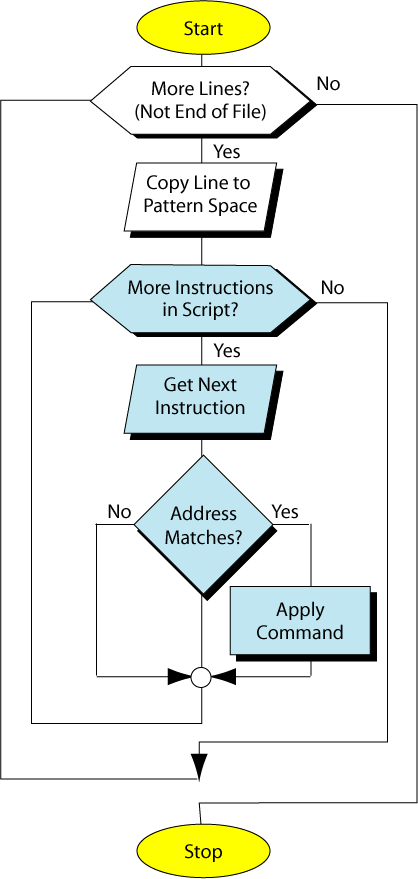 Start
More Lines?
(Not End of File)
No
Yes
Copy Line to
Pattern Space
More Instructions
in Script?
No
Yes
Get Next
Instruction
No
Address
Matches?
Yes
Apply
Command
Stop